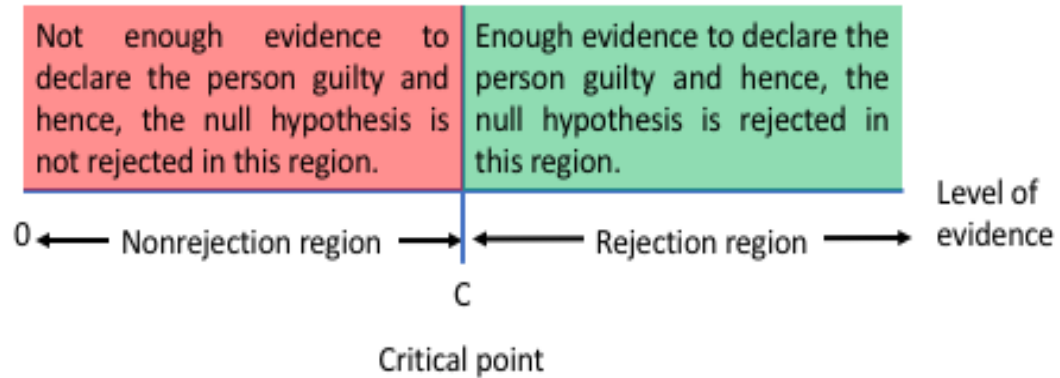 Not enough evidence to
declare the person guilty and
hence, the null hypothesis is
not rejected in this region.
Enough evidence to declare the
person guilty and hence, the
null hypothesis is rejected in
this region.
Level of
evidence
0
Nonrejection region
Rejection region
C
Critical point